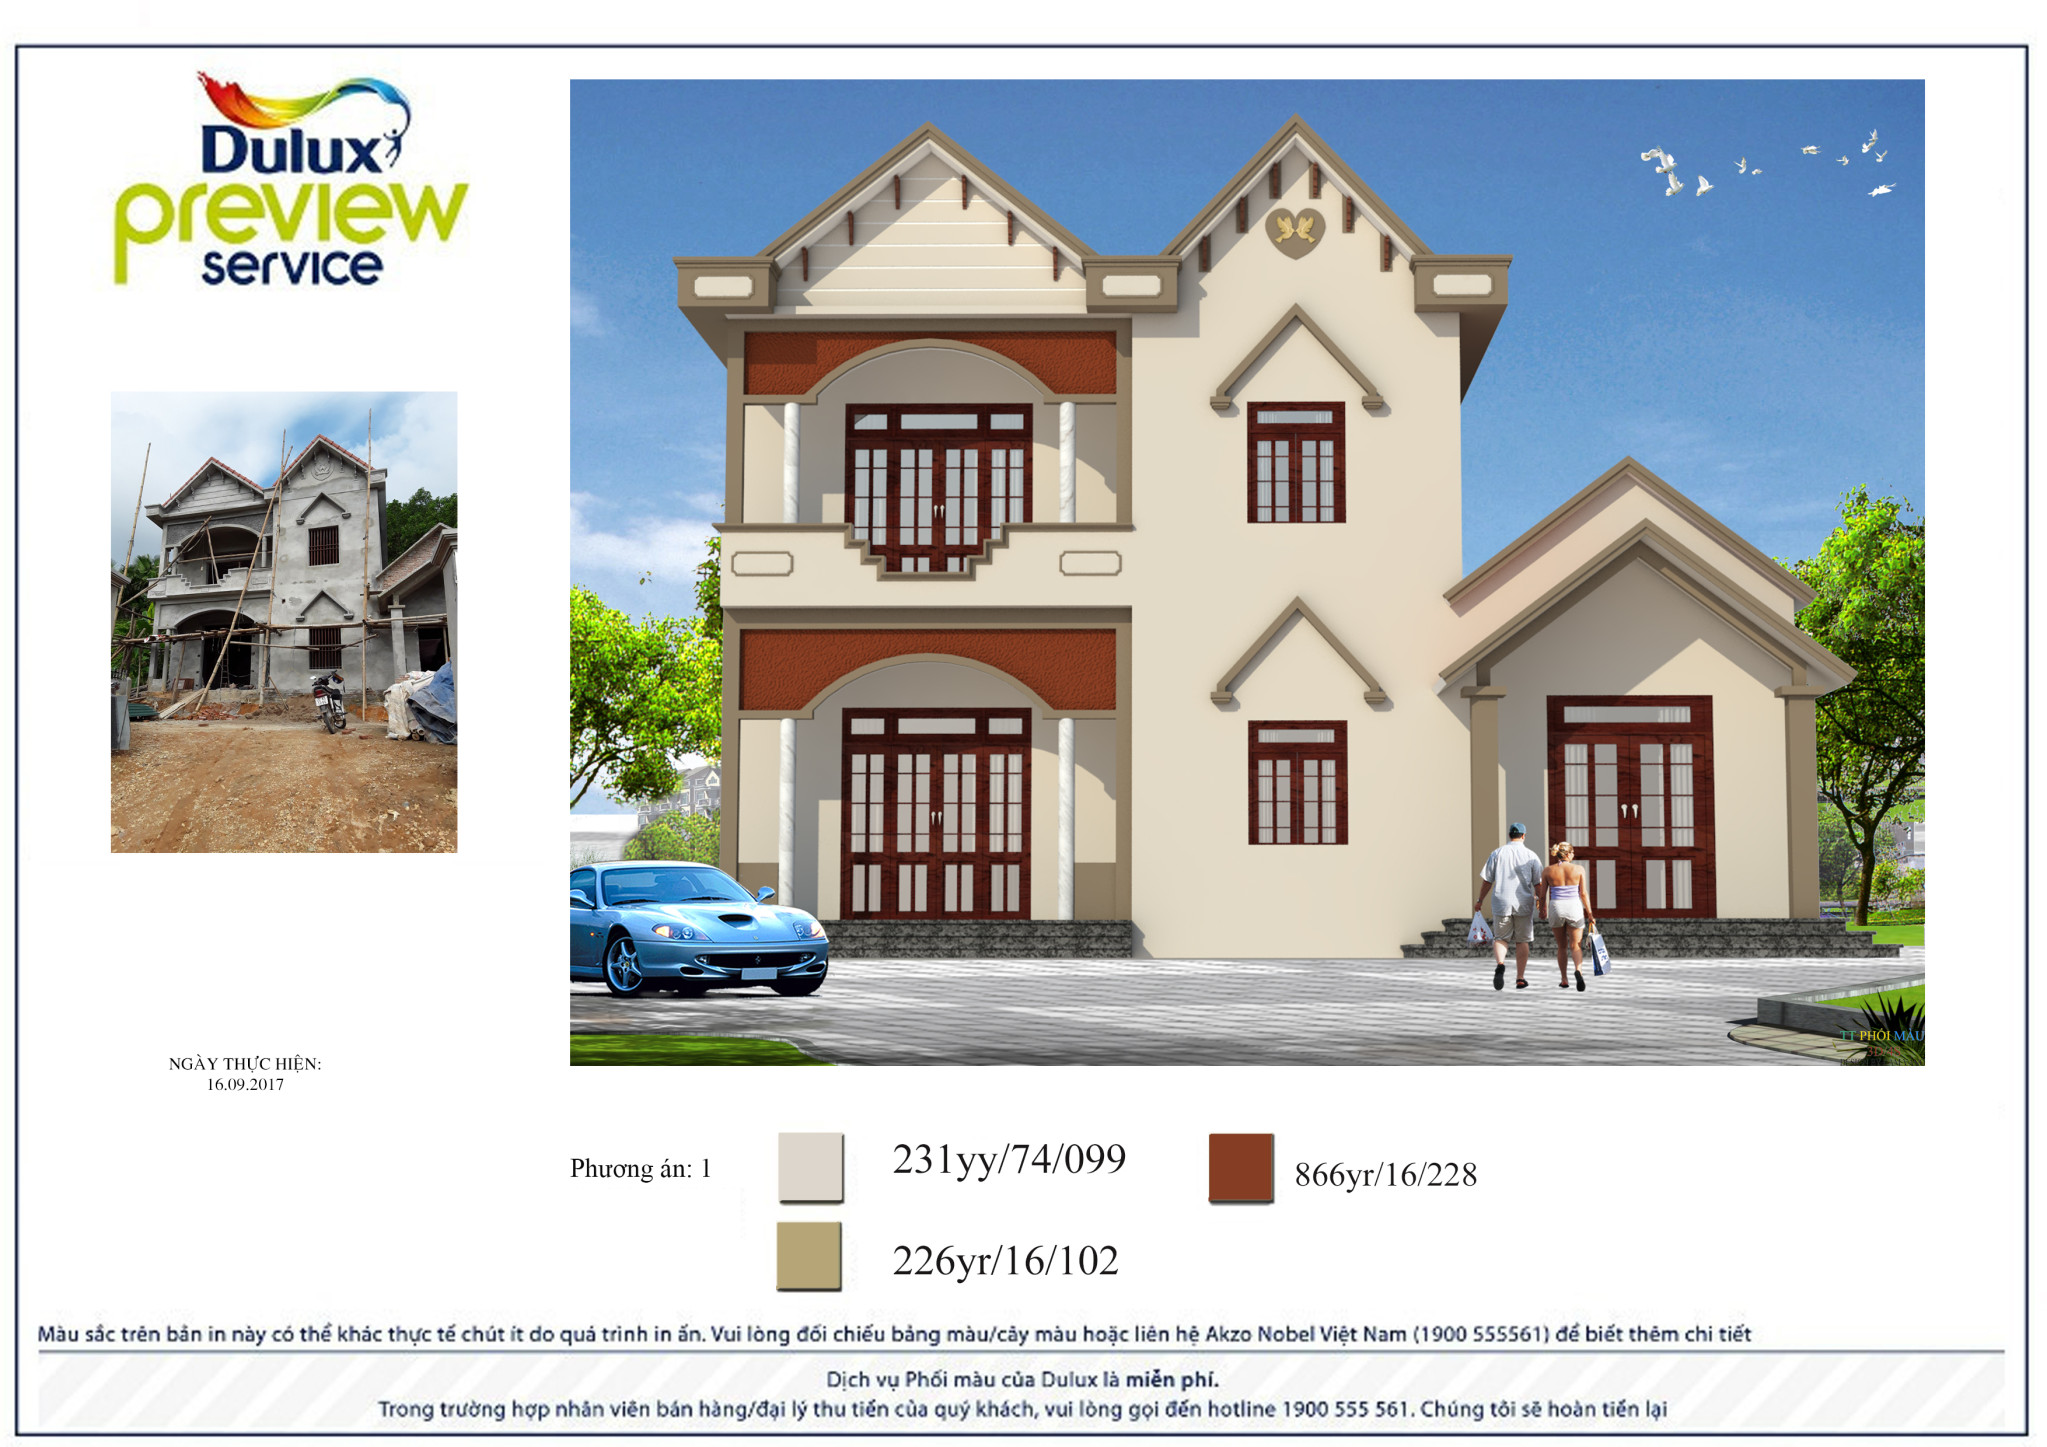 Dulux
preview
service
NGÀY THỰC HIỆN:
16.09.2017
TT PHỐI MÀU
Phương án: 1
231yy/74/099
866yr/16/228
226yr/16/102
Màu sắc trên bản in này có thể khác thực tế chút ít do quá trình in ấn. Vui lòng đối chiếu bảng màu/cây màu hoặc liên hệ Akzo Nobel Việt Nam (1900 555561) để biết thêm chi tiết
Dịch vụ Phối màu của Dulux là miễn phí.
Trong trường hợp nhân viên bán hàng/đại lý thu tiền của quý khách, vui lòng gọi đến hotline 1900 555 561. Chúng tôi sẽ hoàn tiền lại